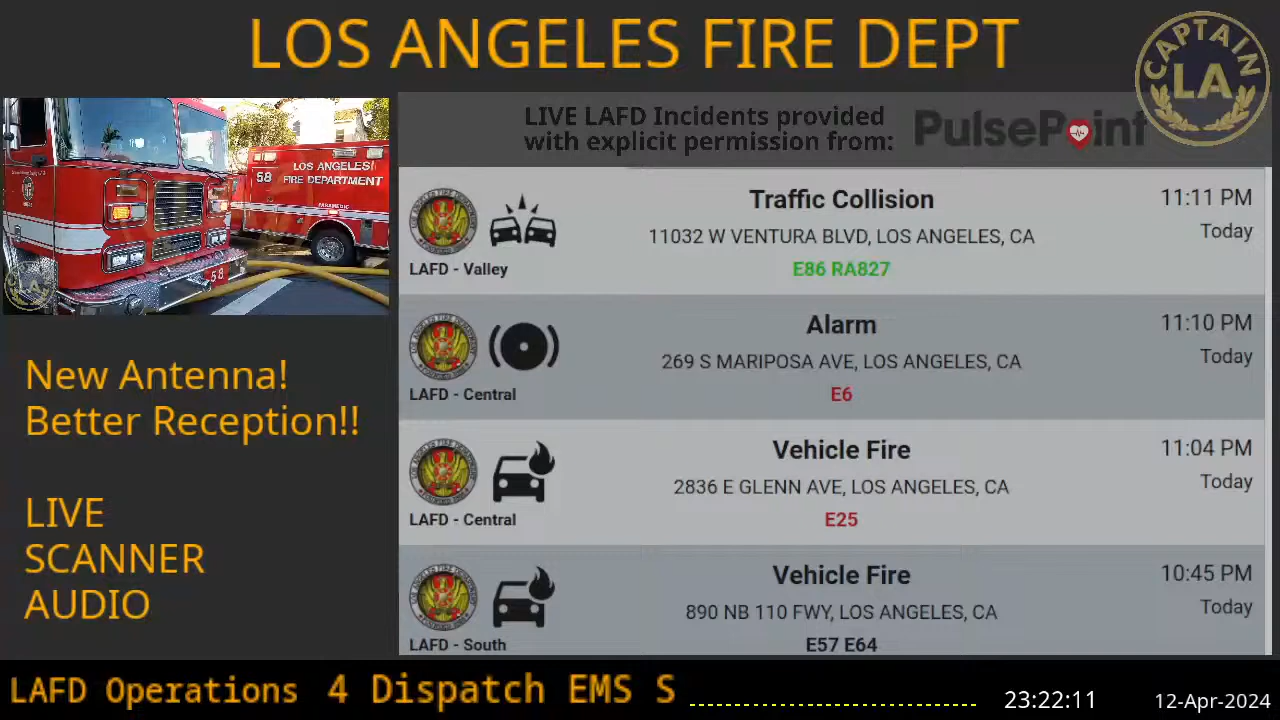 LOS ANGELES FIRE DEPT
CAPTAIN
LA
LIVE LAFD Incidents provided
with explicit permission from:
PulsePoint
58
LOS ANGELES
FIRE DEPARTMENT
PARAMEDIC
58
LA
Traffic Collision
11:11 PM
11032 W VENTURA BLVD, LOS ANGELES, CA
Today
LAFD - Valley
E86 RA827
Alarm
11:10 PM
269 S MARIPOSA AVE, LOS ANGELES, CA
Today
LAFD - Central
E6
Vehicle Fire
11:04 PM
2836 E GLENN AVE, LOS ANGELES, CA
Today
LAFD - Central
E25
Vehicle Fire
10:45 PM
890 NB 110 FWY, LOS ANGELES, CA
Today
LAFD - South
E57 E64
New Antenna!
Better Reception!!
LIVE
SCANNER
AUDIO
LAFD Operations 4 Dispatch EMS S
23:22:11
12-Apr-2024